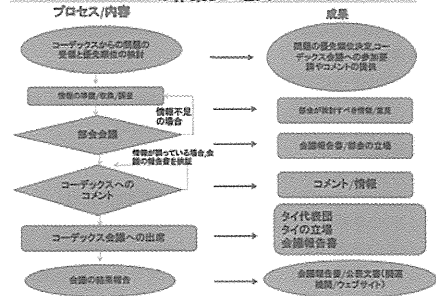 プロセス/内容
成果
コーデックスからの問題の
受領と優先順位の検討
問題の優先順位決定、コー
デックス会議への参加要
請やコメントの提供
情報の準備/収集/調整
情報不足
の場合
部会が検討すべき情報/意見
部会会議
会議報告書/部会の立場
情報が誤っている場合、会
議の報告書を検証
コーデックスへの
コメント
コメント/情報
コーデックス会議への出席
タイ代表団
タイの立場
会議報告書
会議の結果報告
会議報告書/公表文書(関連
機関/ウェブサイト)